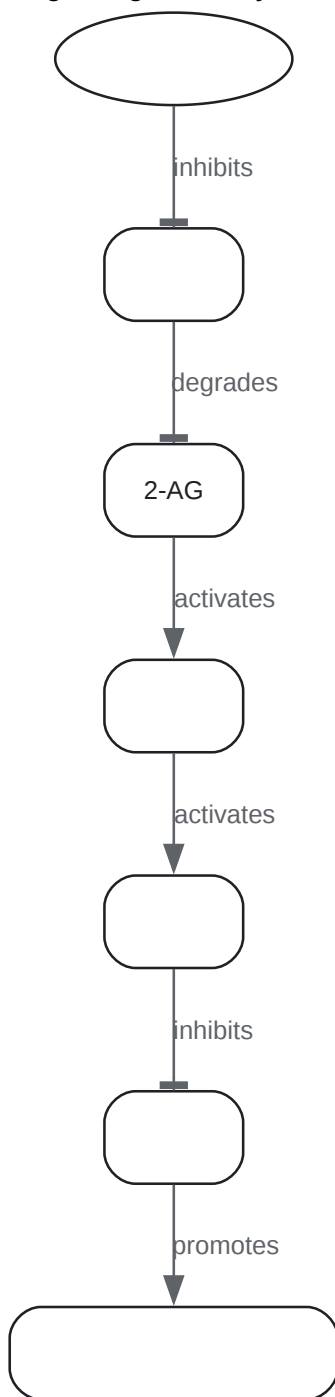 inhibits
degrades
2-AG
activates
activates
inhibits
promotes